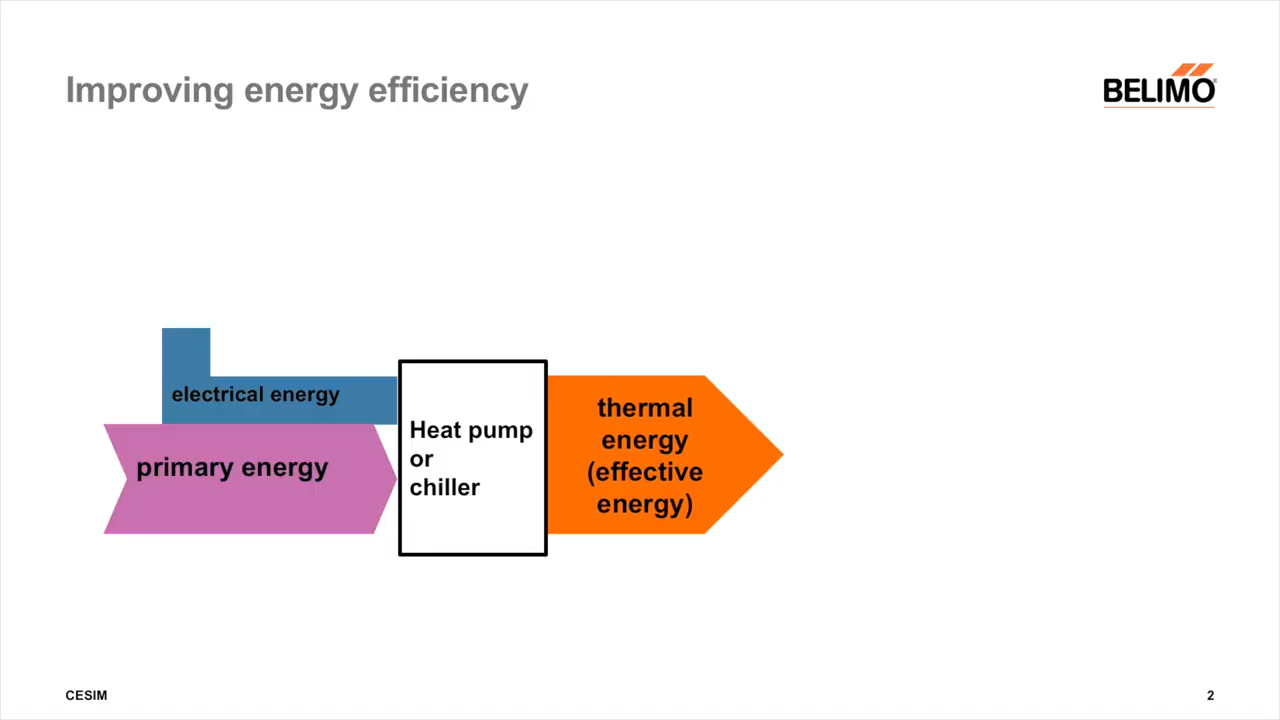 Improving energy efficiency
BELIMO
electrical energy
primary energy
Heat pump
or
chiller
thermal
energy
(effective
energy)
CESIM
2